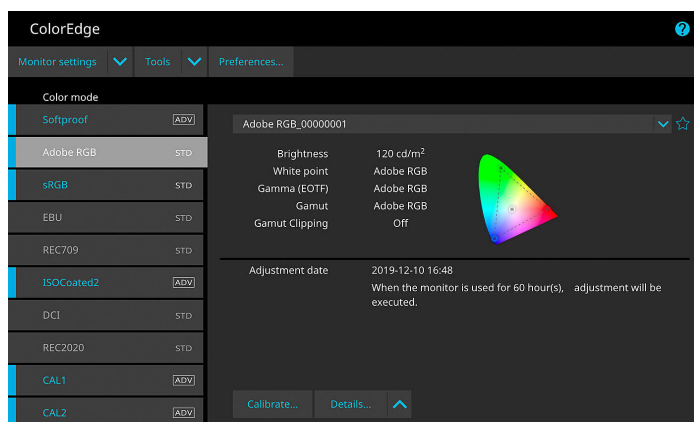 ColorEdge
?
Monitor settings
Tools
Preferences...
Color mode
Softproof ADV
Adobe RGB STD
sRGB STD
EBU STD
REC709 STD
ISOCoated2 ADV
DCI STD
REC2020 STD
CAL1 ADV
CAL2 ADV
Adobe RGB_00000001
Brightness 120 cd/m²
White point Adobe RGB
Gamma (EOTF) Adobe RGB
Gamut Adobe RGB
Gamut Clipping Off
Adjustment date 2019-12-10 16:48
When the monitor is used for 60 hour(s), adjustment will be
executed.
Calibrate... Details...